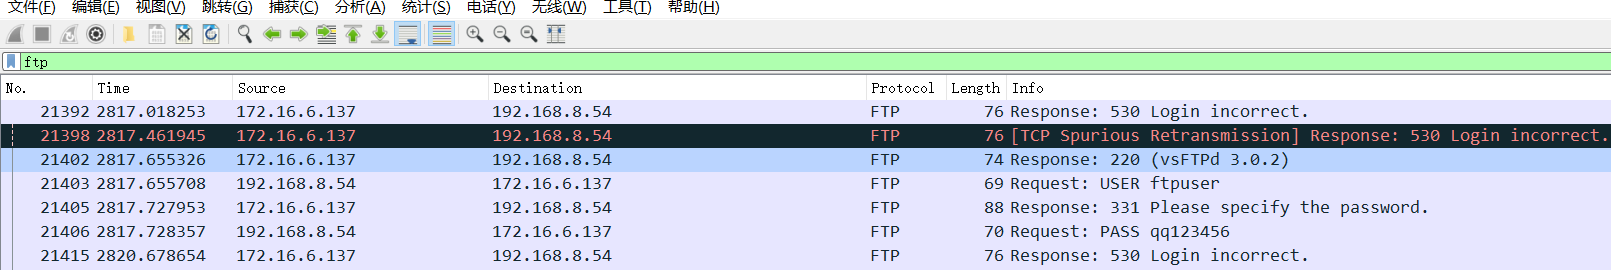 文件(F) 编辑(E) 视图(V) 跳转(G) 捕获(C) 分析(A) 统计(S) 电话(Y) 无线(W) 工具(T) 帮助(H)
ftp
No. Time Source Destination Protocol Length Info
21392 2817.018253 172.16.6.137 192.168.8.54 FTP 76 Response: 530 Login incorrect.
21398 2817.461945 172.16.6.137 192.168.8.54 FTP 76 [TCP Spurious Retransmission] Response: 530 Login incorrect.
21402 2817.655326 172.16.6.137 192.168.8.54 FTP 74 Response: 220 (vsFTPd 3.0.2)
21403 2817.655708 192.168.8.54 172.16.6.137 FTP 69 Request: USER ftpuser
21405 2817.727953 172.16.6.137 192.168.8.54 FTP 88 Response: 331 Please specify the password.
21406 2817.728357 192.168.8.54 172.16.6.137 FTP 70 Request: PASS qq123456
21415 2820.678654 172.16.6.137 192.168.8.54 FTP 76 Response: 530 Login incorrect.